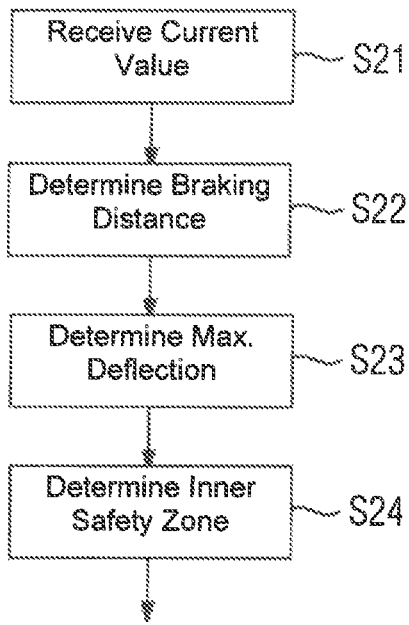 Receive Current
Value
S21
Determine Braking
Distance
S22
Determine Max.
Deflection
S23
Determine Inner
Safety Zone
S24